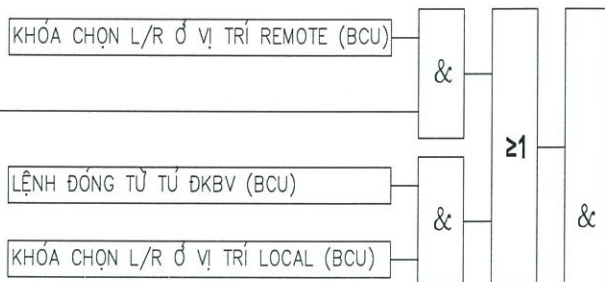 KHÓA CHỌN L/R Ở VỊ TRÍ REMOTE (BCU)
&
≥1
LỆNH ĐÓNG TỪ TỦ ĐKBV (BCU)
&
&
KHÓA CHỌN L/R Ở VỊ TRÍ LOCAL (BCU)